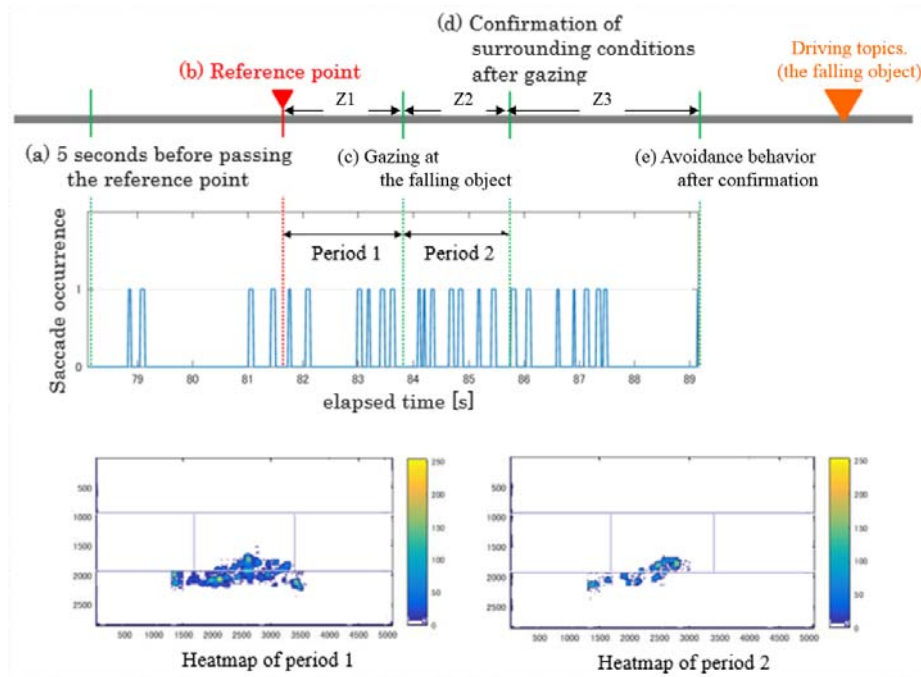 (d) Confirmation of
surrounding conditions
after gazing
Driving topics.
(the falling object)
(b) Reference point
Z1
Z2
Z3
(a) 5 seconds before passing
the reference point
(c) Gazing at
the falling object
(e) Avoidance behavior
after confirmation
Saccade occurrence
1
0
Period 1
Period 2
79 80 81 82 83 84 85 86 87 88 89
elapsed time [s]
500
1000
1500
2000
2500
500 1000 1500 2000 2500 3000 3500 4000 4500 5000
250
200
150
100
50
0
Heatmap of period 1
500
1000
1500
2000
2500
500 1000 1500 2000 2500 3000 3500 4000 4500 5000
250
200
150
100
50
0
Heatmap of period 2